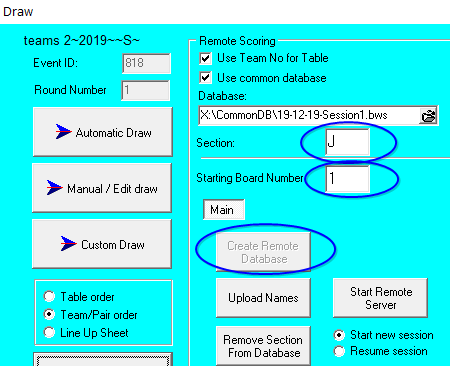 Draw
teams 2~2019~~S~
Event ID: 818
Round Number 1
Automatic Draw
Manual / Edit draw
Custom Draw
Table order
Team/Pair order
Line Up Sheet
Remote Scoring
Use Team No for Table
Use common database
Database:
X:\CommonDB\19-12-19-Session1.bws
Section: J
Starting Board Number 1
Main
Create Remote
Database
Upload Names
Start Remote
Server
Remove Section
From Database
Start new session
Resume session